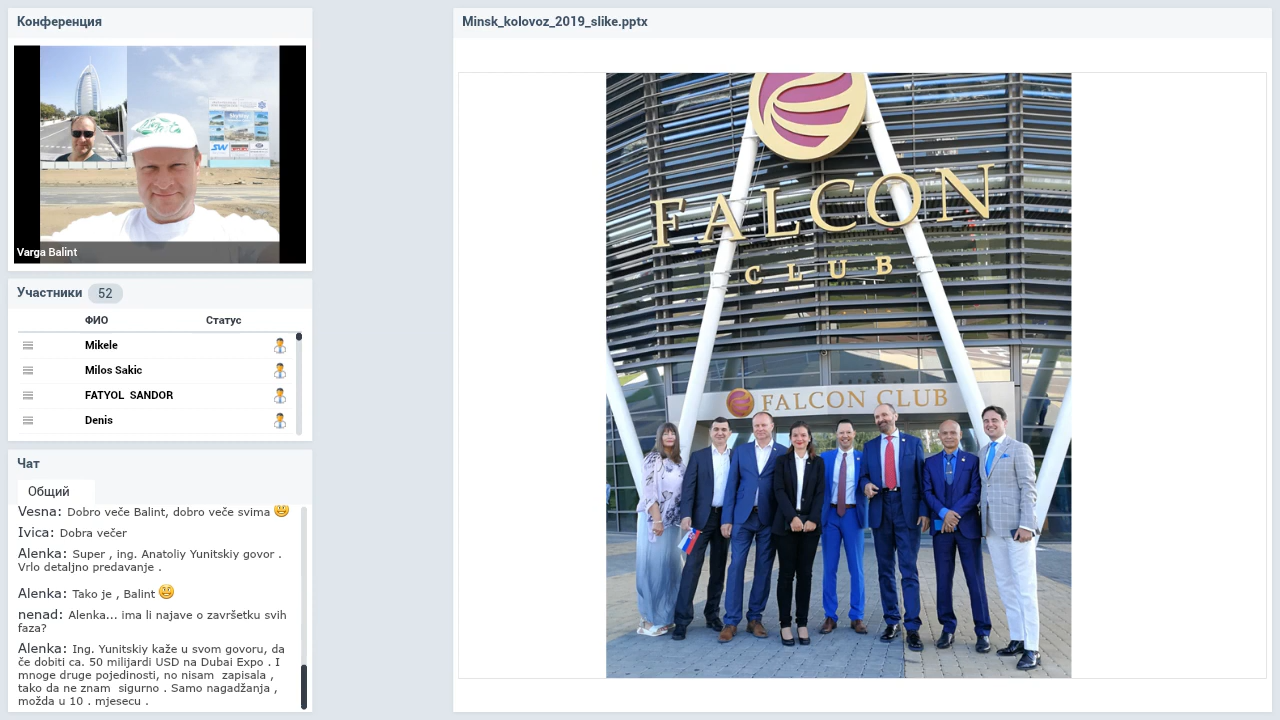 Конференция
SkyWay
SW
Varga Balint
Участники 52
ФИО Статус
Mikele
Milos Sakic
FATYOL SANDOR
Denis
Чат
Общий
Vesna: Dobro veče Balint, dobro veče svima
Ivica: Dobra večer
Alenka: Super , ing. Anatoliy Yunitskiy govor .
Vrlo detaljno predavanje .
Alenka: Tako je , Balint
nenad: Alenka... ima li najave o završetku svih
faza?
Alenka: Ing. Yunitskiy kaže u svom govoru, da
če dobiti ca. 50 milijardi USD na Dubai Expo . I
mnoge druge pojedinosti, no nisam zapisala ,
tako da ne znam sigurno . Samo nagadžanja ,
možda u 10 . mjesecu .
Minsk_kolovoz_2019_slike.pptx
FALCON
CLUB
FALCON CLUB